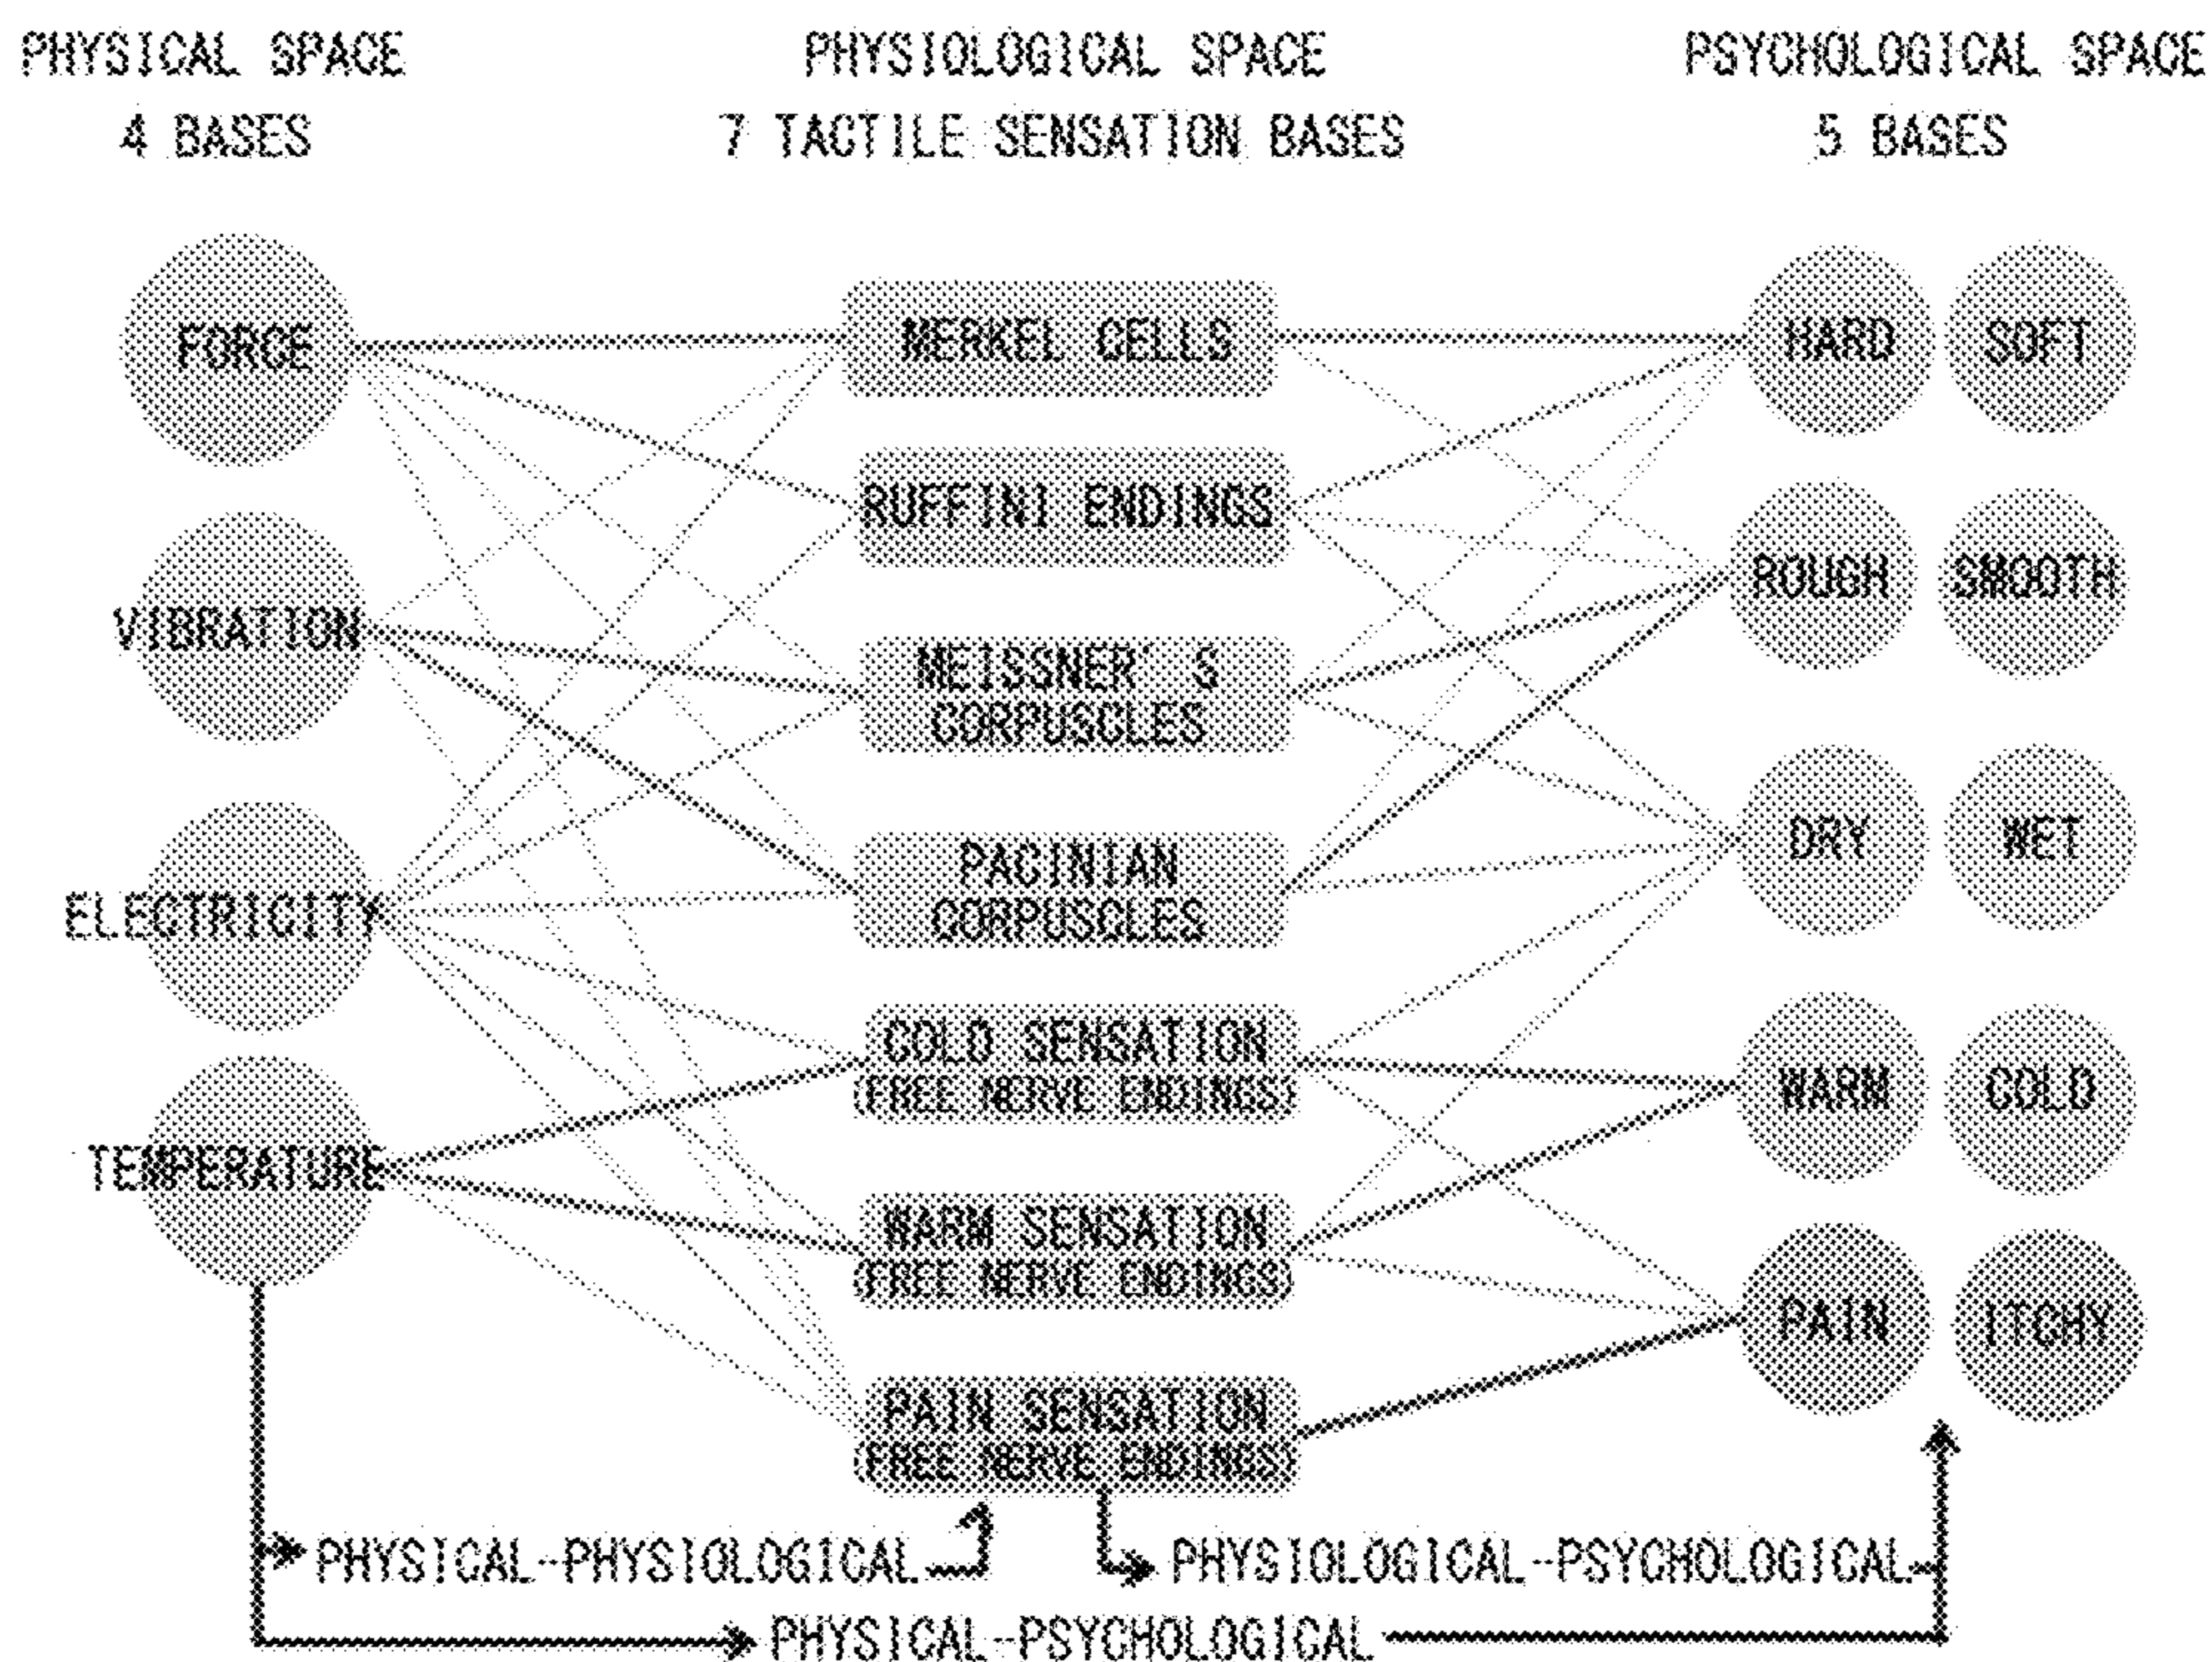 PHYSICAL SPACE
4 BASES
PHYSIOLOGICAL SPACE
7 TACTILE SENSATION BASES
PSYCHOLOGICAL SPACE
5 BASES
FORCE
VIBRATION
ELECTRICITY
TEMPERATURE
MERKEL CELLS
RUFFINI ENDINGS
MEISSNER'S
CORPUSCLES
PACINIAN
CORPUSCLES
COLD SENSATION
(FREE NERVE ENDINGS)
WARM SENSATION
(FREE NERVE ENDINGS)
PAIN SENSATION
(FREE NERVE ENDINGS)
HARD SOFT
ROUGH SMOOTH
DRY WET
WARM COLD
PAIN ITCHY
PHYSICAL-PHYSIOLOGICAL
PHYSIOLOGICAL-PSYCHOLOGICAL
PHYSICAL-PSYCHOLOGICAL